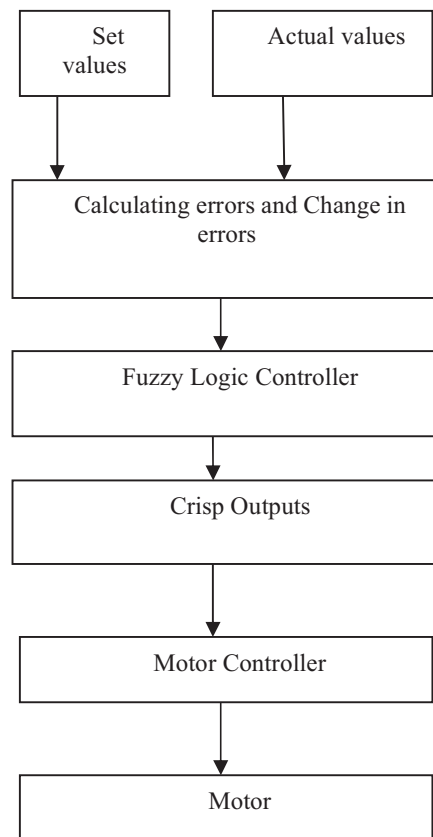 Set
values
Actual values
Calculating errors and Change in
errors
Fuzzy Logic Controller
Crisp Outputs
Motor Controller
Motor